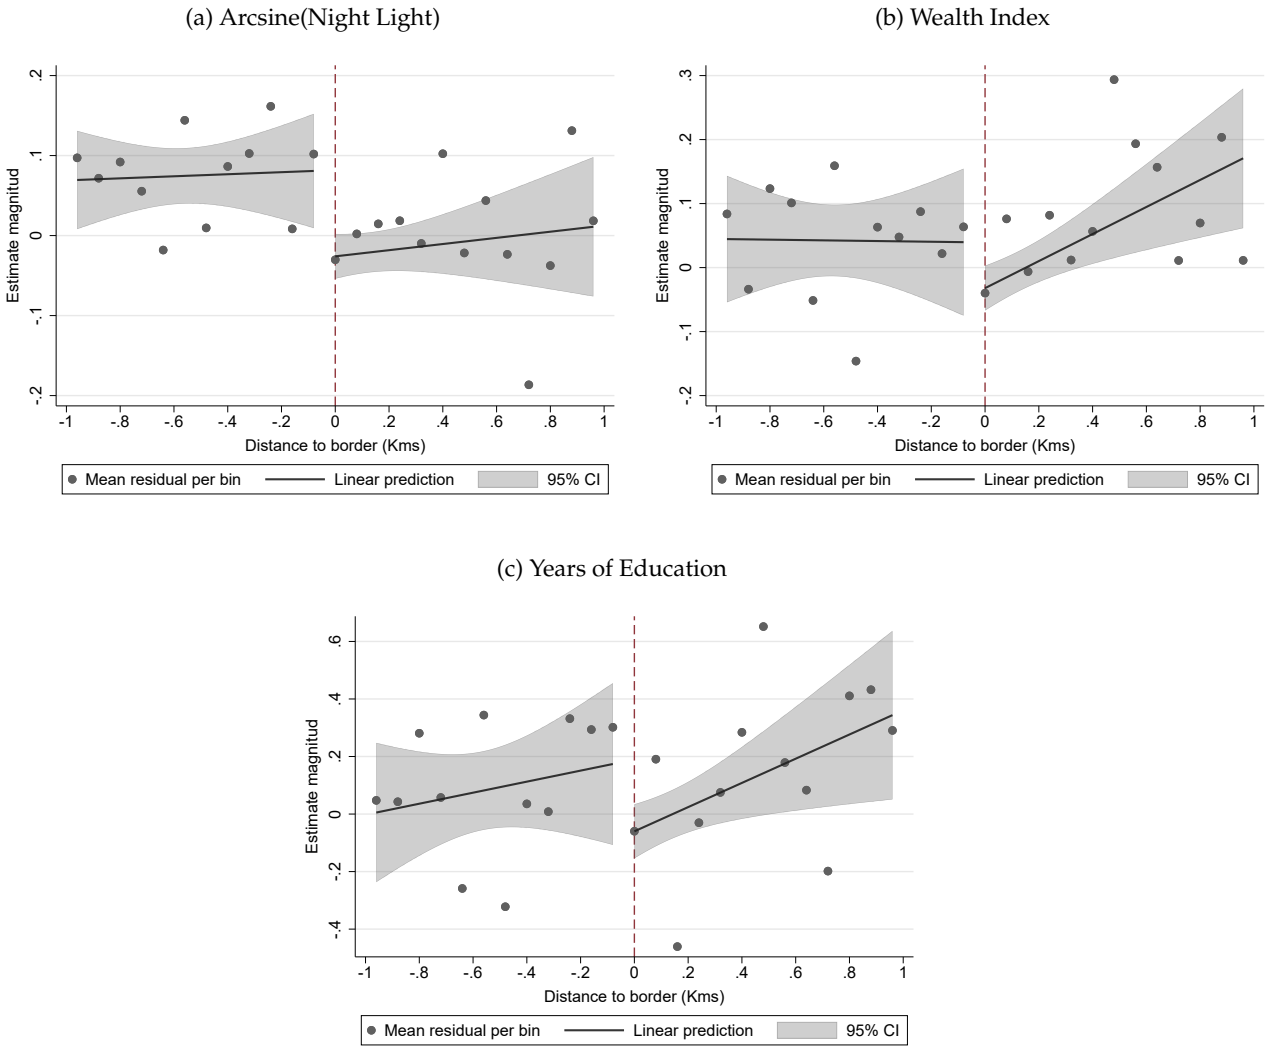 (a) Arcsine(Night Light)
.2
.1
0
-.1
-.2
Estimate magnitud
-1 -.8 -.6 -.4 -.2 0 .2 .4 .6 .8 1
Distance to border (Kms)
Mean residual per bin Linear prediction 95% CI
(b) Wealth Index
.3
.2
.1
0
-.1
-.2
Estimate magnitud
-1 -.8 -.6 -.4 -.2 0 .2 .4 .6 .8 1
Distance to border (Kms)
Mean residual per bin Linear prediction 95% CI
(c) Years of Education
.6
.4
.2
0
-.2
-.4
Estimate magnitud
-1 -.8 -.6 -.4 -.2 0 .2 .4 .6 .8 1
Distance to border (Kms)
Mean residual per bin Linear prediction 95% CI